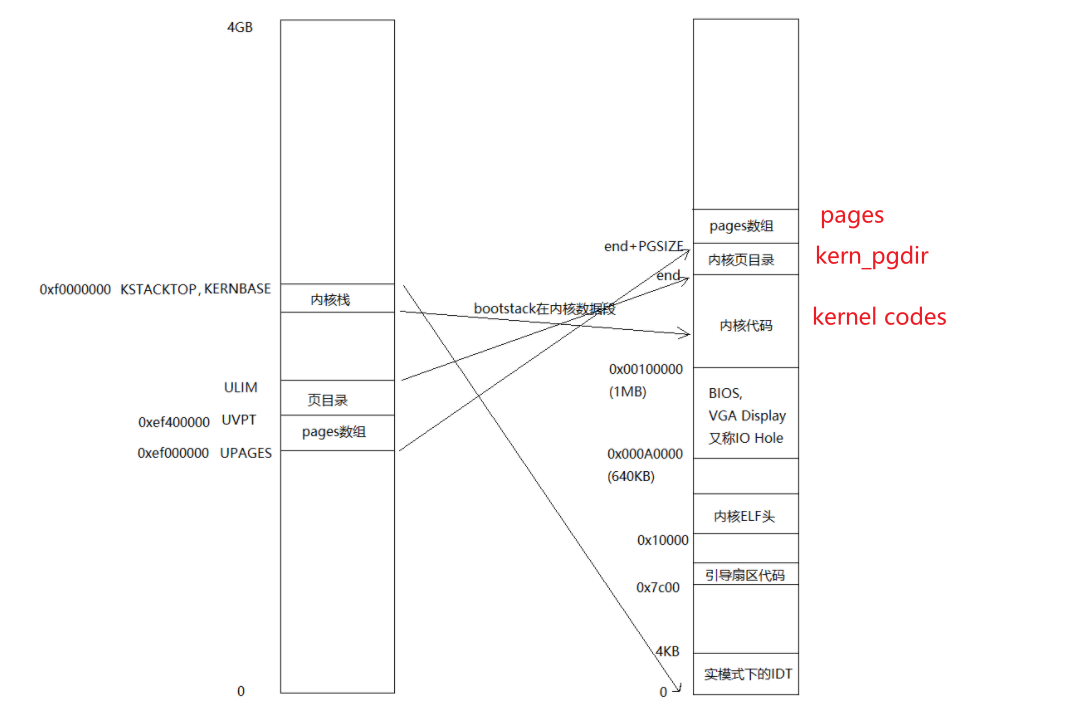 4GB
0xf0000000 KSTACKTOP, KERNBASE
内核栈
ULIM
页目录
0xef400000 UVPT
pages数组
0xef000000 UPAGES
0
bootstack在内核数据段
pages数组
pages
end+PGSIZE
内核页目录
kern_pgdir
end
内核代码
kernel codes
0x00100000
(1MB)
BIOS,
VGA Display
又称IO Hole
0x000A0000
(640KB)
内核ELF头
0x10000
引导扇区代码
0x7c00
4KB
实模式下的IDT
0